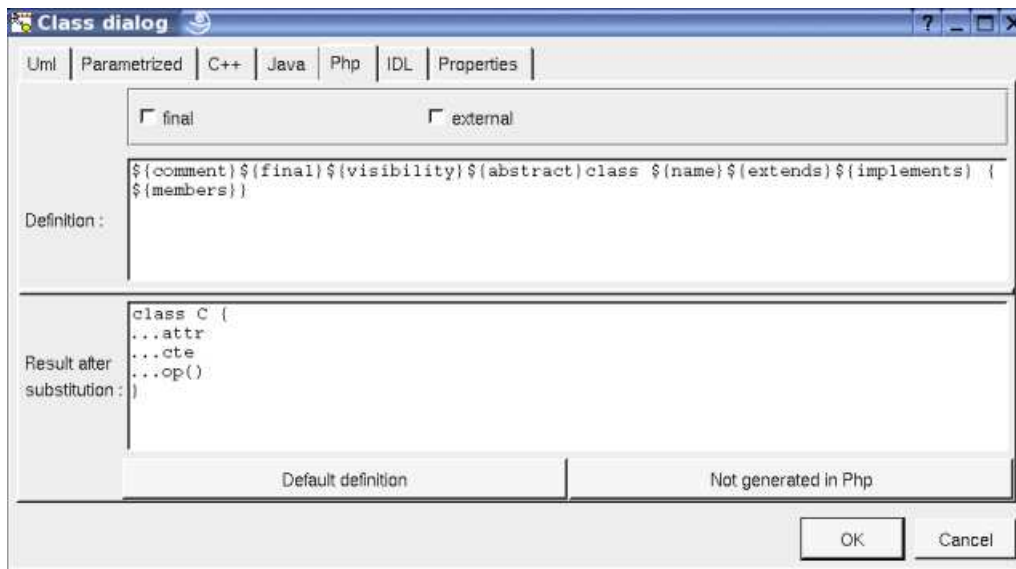 Class dialog
Uml Parametrized C++ Java Php IDL Properties
final external
Definition :
${comment}${final}${visibility}${abstract}class ${name}${extends}${implements} {
${members}}
Result after
substitution :
class C {
...attr
...cte
...op()
}
Default definition Not generated in Php
OK Cancel